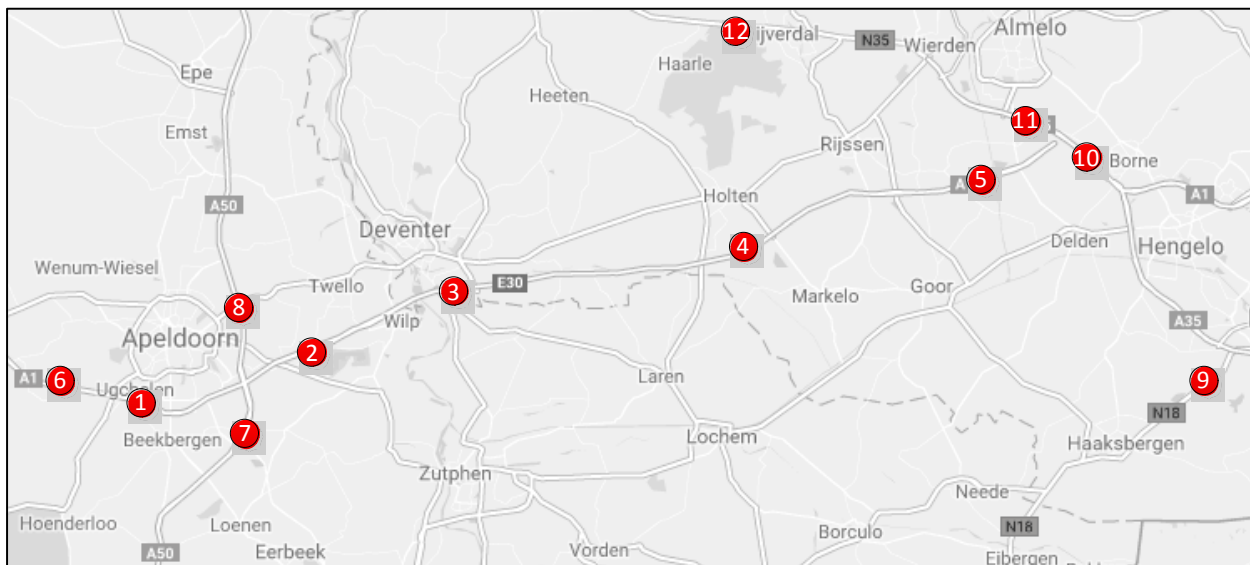 12
ijverdal
N35
Wierden
Almelo
Haarle
Epe
Heeten
Emst
11
Rijssen
10
Borne
5
A
A1
A50
Holten
Deventer
4
Delden
Hengelo
Wenum-Wiesel
Twello
3
E30
Markelo
Goor
8
Wilp
A35
Apeldoorn
2
A1
6
Ugchelen
1
Laren
9
N18
7
Beekbergen
Lochem
Haaksbergen
Zutphen
Neede
Hoenderloo
Loenen
Borculo
N18
A50
Eerbeek
Vorden
Eibergen